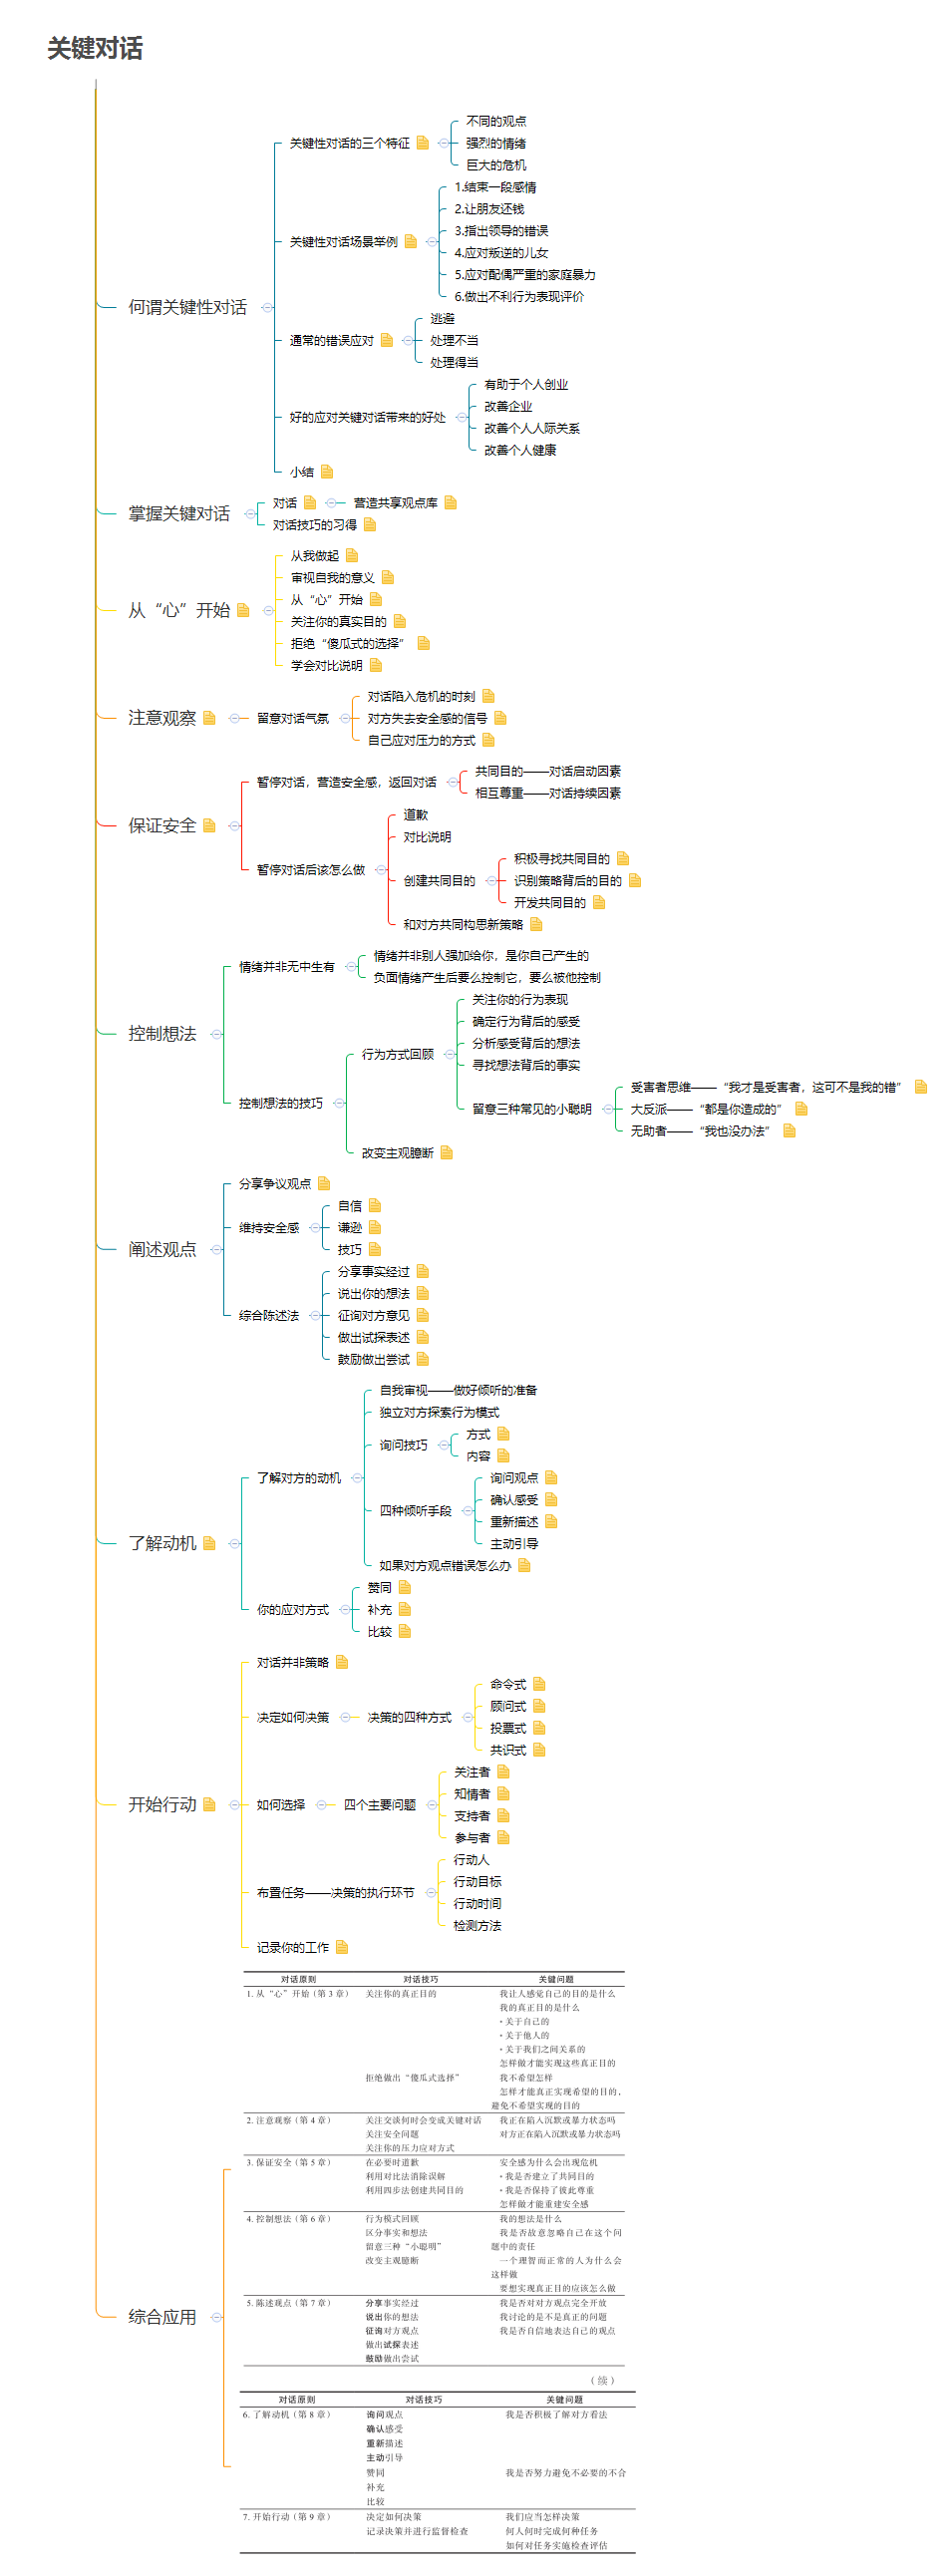 关键对话
何谓关键性对话
关键性对话的三个特征
不同的观点
强烈的情绪
巨大的危机
关键性对话场景举例
1.结束一段感情
2.让朋友还钱
3.指出领导的错误
4.应对叛逆的儿女
5.应对配偶严重的家庭暴力
6.做出不利行为表现评价
通常的错误应对
逃避
处理不当
处理得当
好的应对关键对话带来的好处
有助于个人创业
改善企业
改善个人人际关系
改善个人健康
小结
掌握关键对话
对话
营造共享观点库
对话技巧的习得
从“心”开始
从我做起
审视自我的意义
从“心”开始
关注你的真实目的
拒绝“傻瓜式的选择”
学会对比说明
注意观察
留意对话气氛
对话陷入危机的时刻
对方失去安全感的信号
自己应对压力的方式
保证安全
暂停对话，营造安全感，返回对话
共同目的——对话启动因素
相互尊重——对话持续因素
暂停对话后该怎么做
道歉
对比说明
创建共同目的
积极寻找共同目的
识别策略背后的目的
开发共同目的
和对方共同构思新策略
控制想法
情绪并非无中生有
情绪并非别人强加给你，是你自己产生的
负面情绪产生后要么控制它，要么被他控制
控制想法的技巧
行为方式回顾
关注你的行为表现
确定行为背后的感受
分析感受背后的想法
寻找想法背后的事实
留意三种常见的小聪明
受害者思维——“我才是受害者，这可不是我的错”
大反派——“都是你造成的”
无助者——“我也没办法”
改变主观臆断
阐述观点
分享争议观点
维持安全感
自信
谦逊
技巧
综合陈述法
分享事实经过
说出你的想法
征询对方意见
做出试探表述
鼓励做出尝试
了解动机
了解对方的动机
自我审视——做好倾听的准备
独立对方探索行为模式
询问技巧
方式
内容
四种倾听手段
询问观点
确认感受
重新描述
主动引导
如果对方观点错误怎么办
你的应对方式
赞同
补充
比较
开始行动
对话并非策略
决定如何决策
决策的四种方式
命令式
顾问式
投票式
共识式
如何选择
四个主要问题
关注者
知情者
支持者
参与者
布置任务——决策的执行环节
行动人
行动目标
行动时间
检测方法
记录你的工作
综合应用
对话原则 对话技巧 关键问题
1. 从“心”开始（第 3 章） 关注你的真正目的 我让人感觉自己的目的是什么
我的真正目的是什么
• 关于自己的
• 关于他人的
• 关于我们之间关系的
怎样做才能实现这些真正目的
拒绝做出“傻瓜式选择” 我不希望怎样
怎样才能真正实现希望的目的，
避免不希望实现的目的
2. 注意观察（第 4 章） 关注交谈何时会变成关键对话 我正在陷入沉默或暴力状态吗
关注安全问题 对方正在陷入沉默或暴力状态吗
关注你的压力应对方式
3. 保证安全（第 5 章） 在必要时道歉 安全感为什么会出现危机
利用对比法消除误解 • 我是否建立了共同目的
利用四步法创建共同目的 • 我是否保持了彼此尊重
怎样做才能重建安全感
4. 控制想法（第 6 章） 行为模式回顾 我的想法是什么
区分事实和想法 我是否故意忽略自己在这个问
留意三种“小聪明” 题中的责任
改变主观臆断 一个理智而正常的人为什么会
这样做
要想实现真正目的应该怎么做
5. 陈述观点（第 7 章） 分享事实经过 我是否对对方观点完全开放
说出你的想法 我讨论的是不是真正的问题
征询对方观点 我是否自信地表达自己的观点
做出试探表述
鼓励做出尝试
（续）
对话原则 对话技巧 关键问题
6. 了解动机（第 8 章） 询问观点 我是否积极了解对方看法
确认感受
重新描述
主动引导
赞同 我是否努力避免不必要的不合
补充
比较
7. 开始行动（第 9 章） 决定如何决策 我们应当怎样决策
记录决策并进行监督检查 何人何时完成何种任务
如何对任务实施检查评估